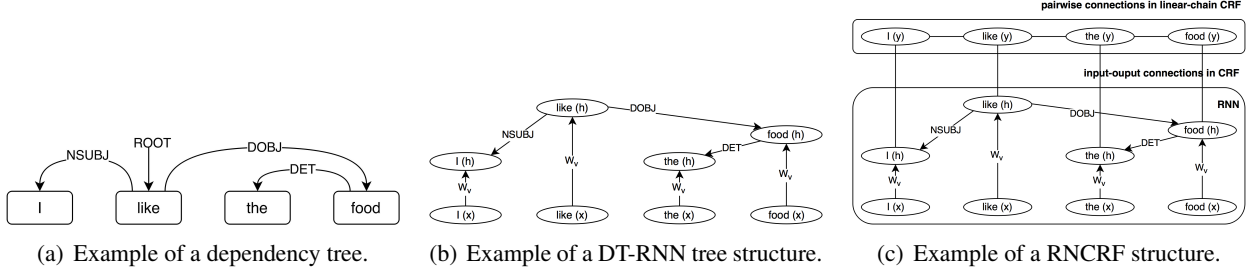 ROOT
NSUBJ
DOBJ
DET
I
like
the
food
(a) Example of a dependency tree.
like (h)
DOBJ
NSUBJ
food (h)
I (h)
the (h)
DET
Wv
Wv
Wv
Wv
I (x)
like (x)
the (x)
food (x)
(b) Example of a DT-RNN tree structure.
pairwise connections in linear-chain CRF
I (y)
like (y)
the (y)
food (y)
input-ouput connections in CRF
RNN
like (h)
DOBJ
NSUBJ
food (h)
I (h)
the (h)
DET
Wv
Wv
Wv
Wv
I (x)
like (x)
the (x)
food (x)
(c) Example of a RNCRF structure.